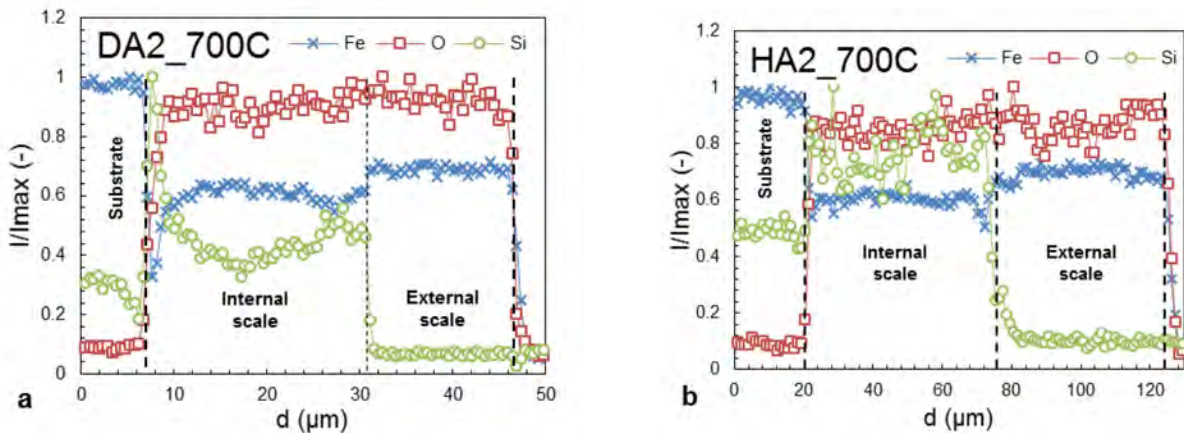 DA2_700C
Fe O Si
1.2
1
0.8
0.6
0.4
0.2
0
I/Imax (-)
Substrate
Internal
scale
External
scale
0 10 20 30 40 50
d (µm)
a
HA2_700C
Fe O Si
1.2
1
0.8
0.6
0.4
0.2
0
I/Imax (-)
Substrate
Internal
scale
External
scale
0 20 40 60 80 100 120
d (µm)
b